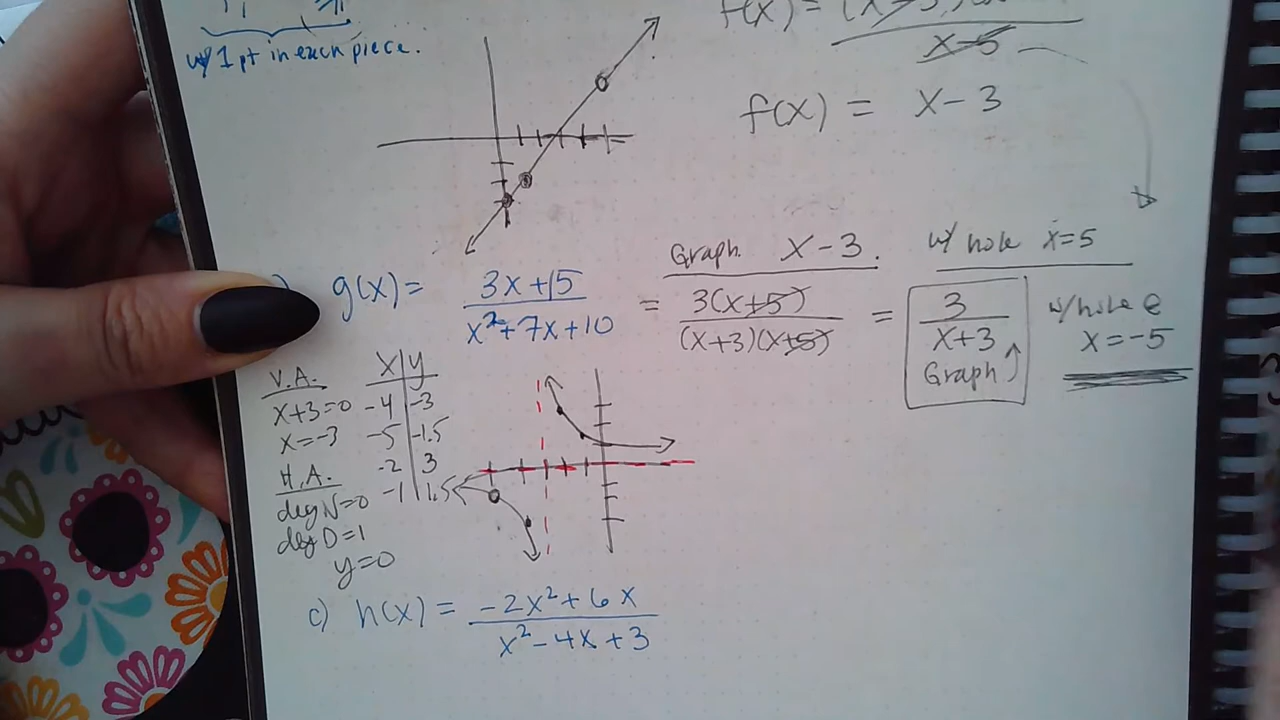 w/ 1 pt in each piece.
x-5
f(x) = x-3
Graph x-3. w/ hole x=5
g(x)= 3x+15 / x²+7x+10 = 3(x+5) / (x+3)(x+5) = 3 / x+3 w/hole @ x=-5
Graph
V.A.
x+3=0
x=-3
H.A.
deg N=0
deg D=1
y=0
x | y
-4 | -3
-5 | -1.5
-2 | 3
-1 | 1.5
c) h(x) = -2x²+6x / x²-4x+3